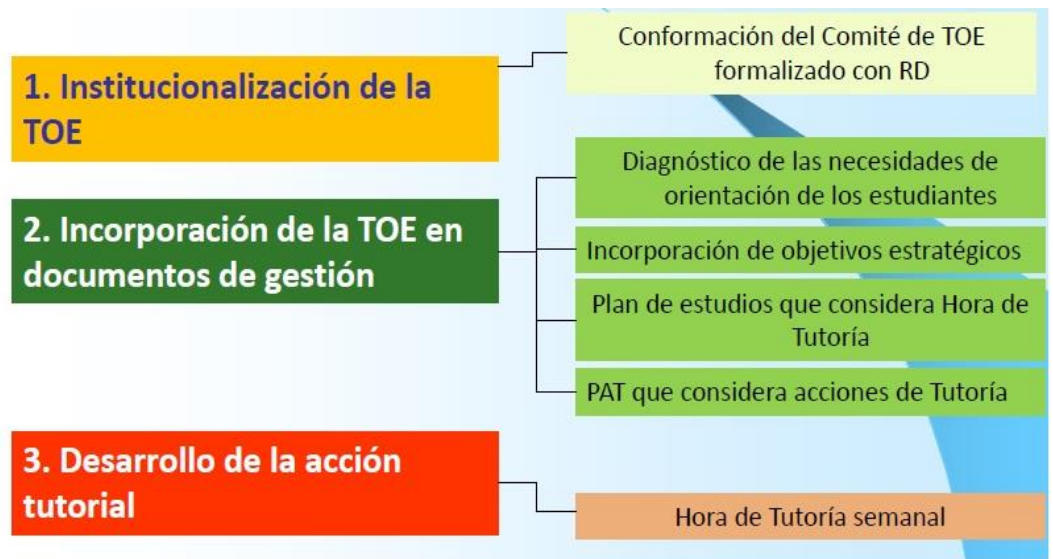 1. Institucionalización de la
TOE
Conformación del Comité de TOE
formalizado con RD
2. Incorporación de la TOE en
documentos de gestión
Diagnóstico de las necesidades de
orientación de los estudiantes
Incorporación de objetivos estratégicos
Plan de estudios que considera Hora de
Tutoría
PAT que considera acciones de Tutoría
3. Desarrollo de la acción
tutorial
Hora de Tutoría semanal